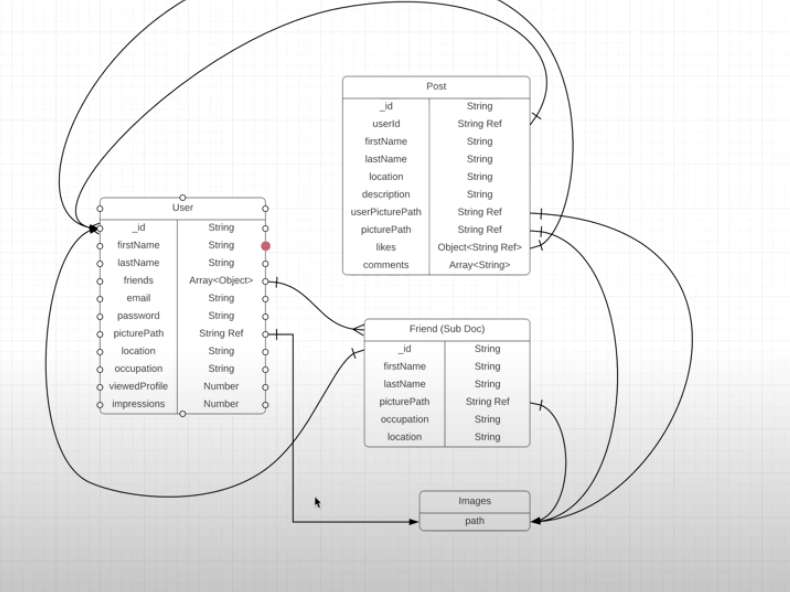 Post
_id String
userId String Ref
firstName String
lastName String
location String
description String
userPicturePath String Ref
picturePath String Ref
likes Object<String Ref>
comments Array<String>
User
_id String
firstName String
lastName String
friends Array<Object>
email String
password String
picturePath String Ref
location String
occupation String
viewedProfile Number
impressions Number
Friend (Sub Doc)
_id String
firstName String
lastName String
picturePath String Ref
occupation String
location String
Images
path